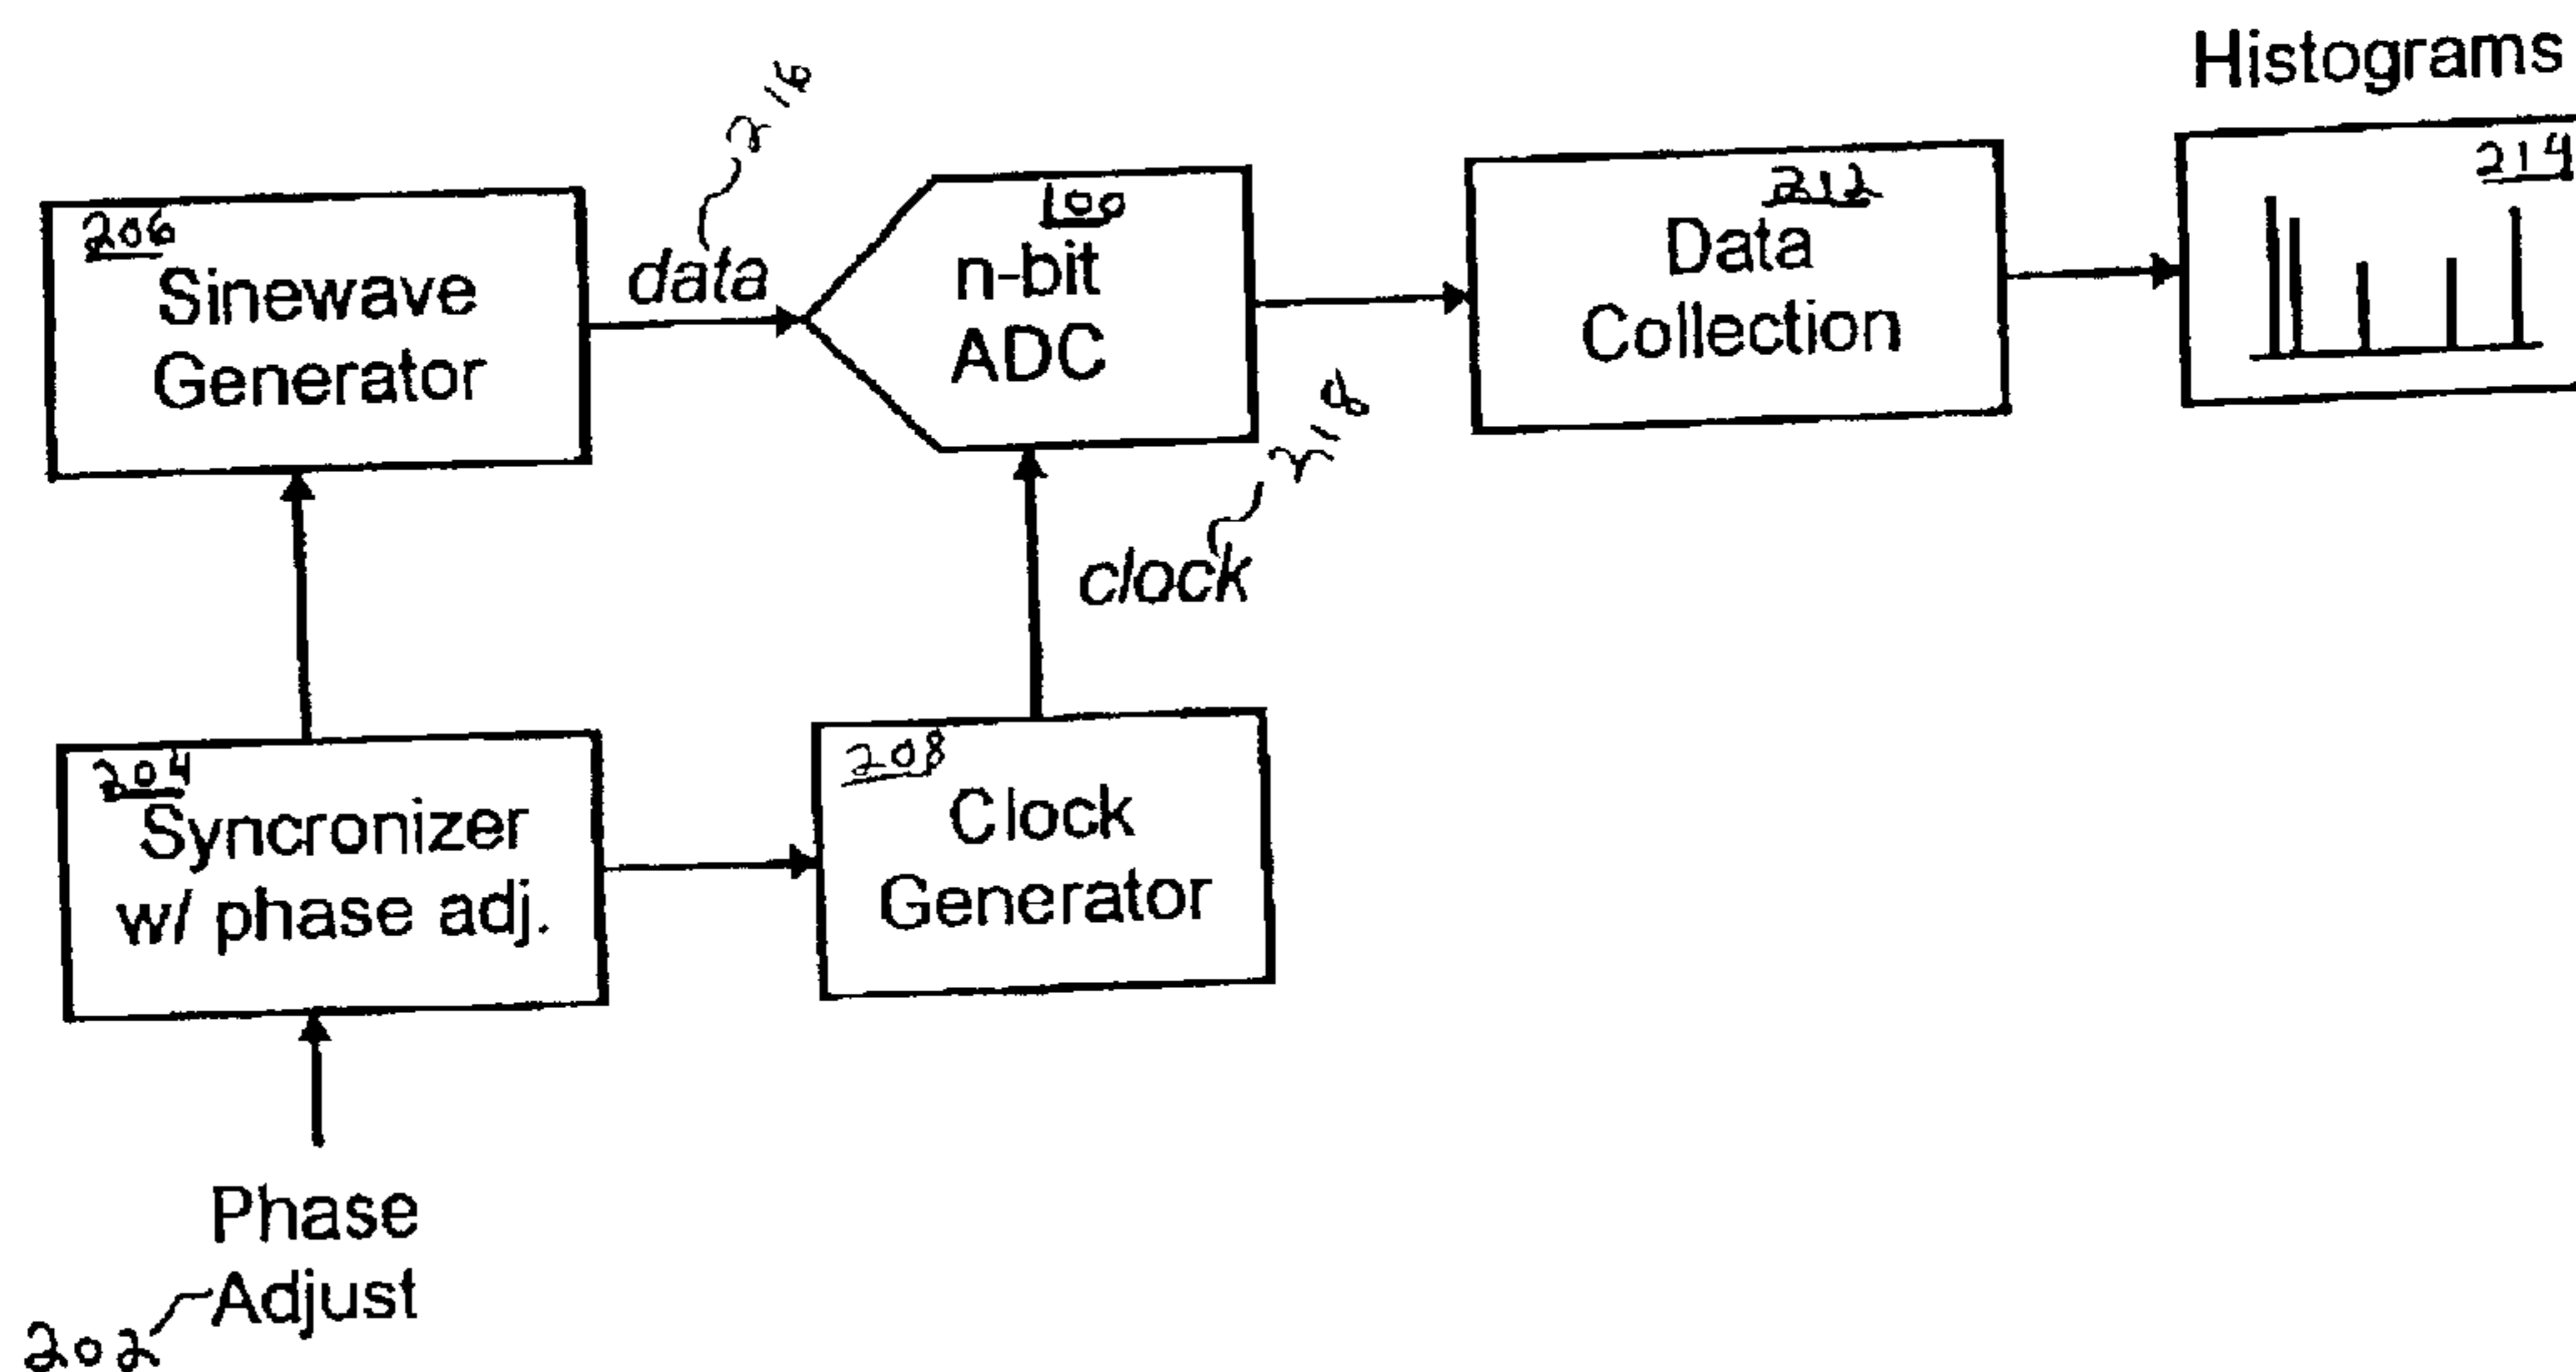 Histograms
214
216
206
Sinewave
Generator
data
100
n-bit
ADC
212
Data
Collection
218
clock
204
Syncronizer
w/ phase adj.
208
Clock
Generator
Phase
Adjust
202